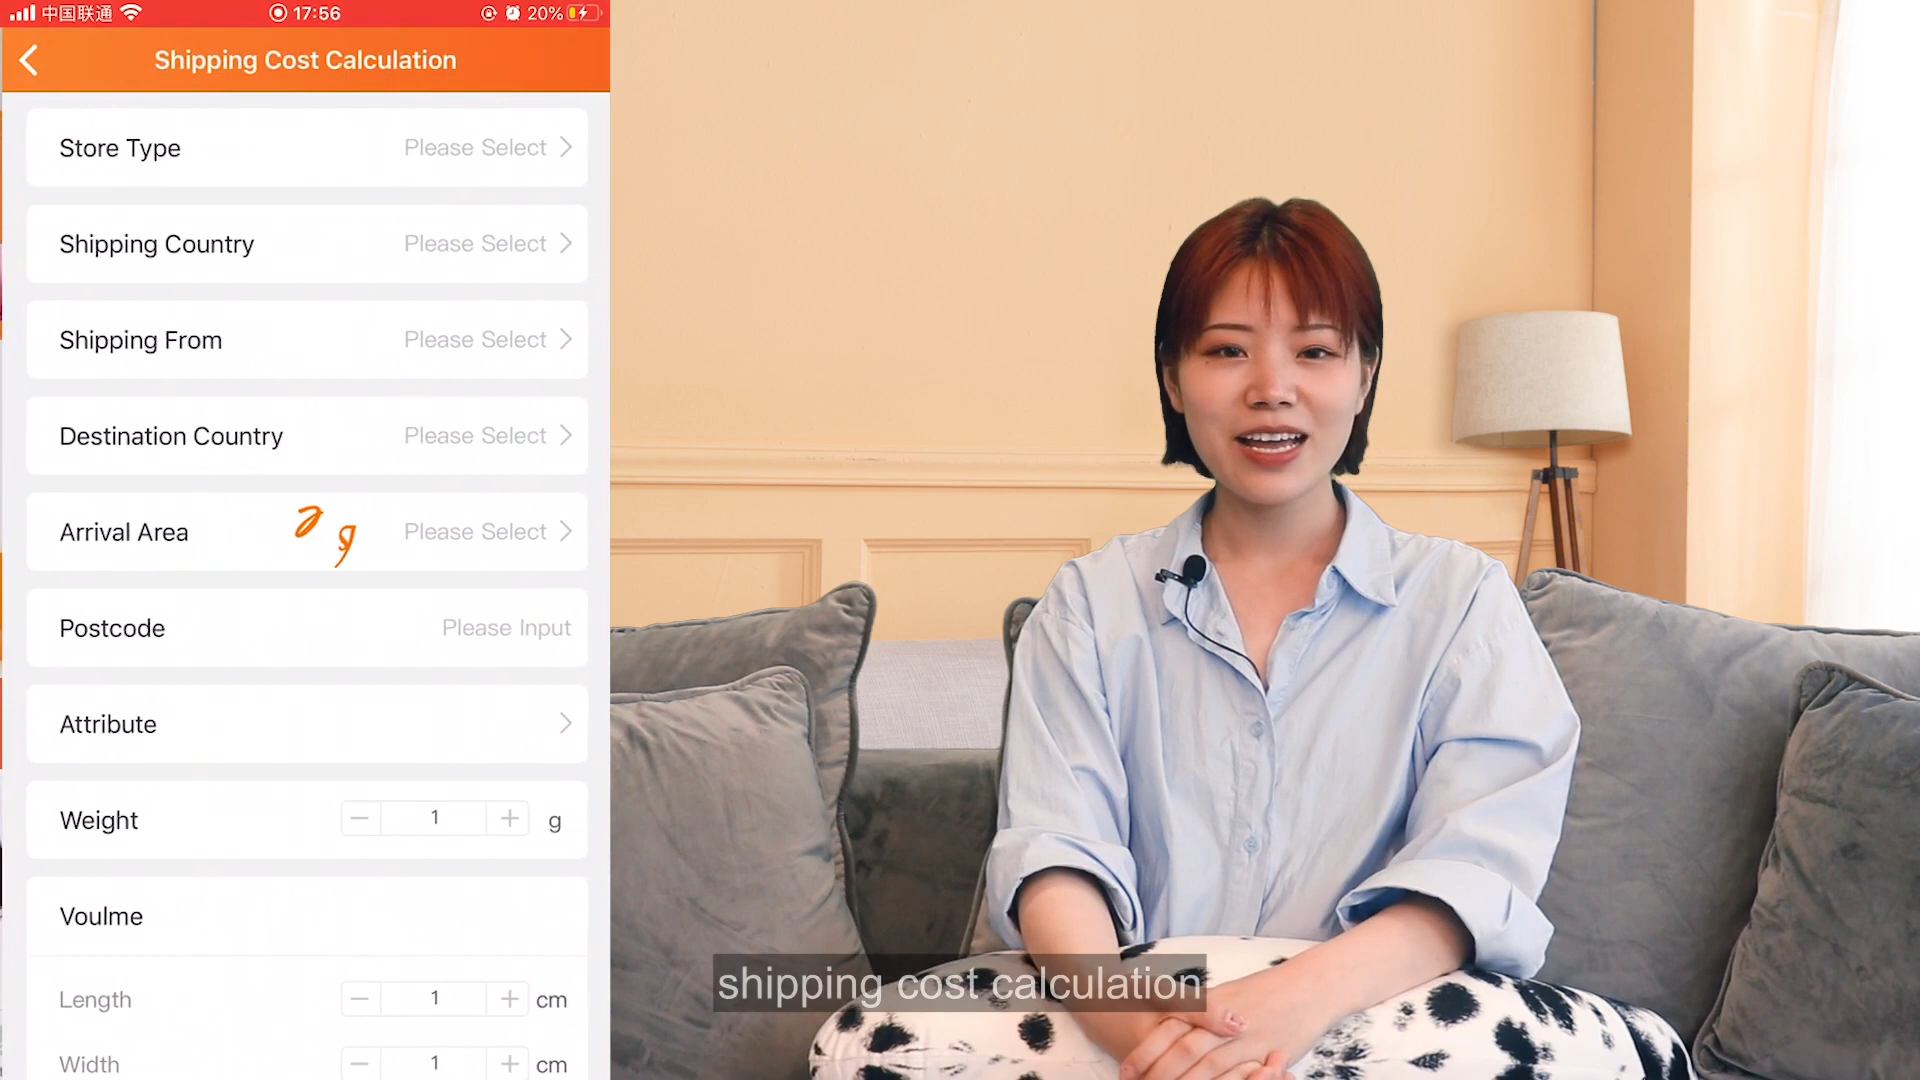 中国联通 17:56 20%
Shipping Cost Calculation
Store Type Please Select
Shipping Country Please Select
Shipping From Please Select
Destination Country Please Select
Arrival Area Please Select
Postcode Please Input
Attribute
Weight 1 g
Voulme
Length 1 cm
Width 1 cm
shipping cost calculation